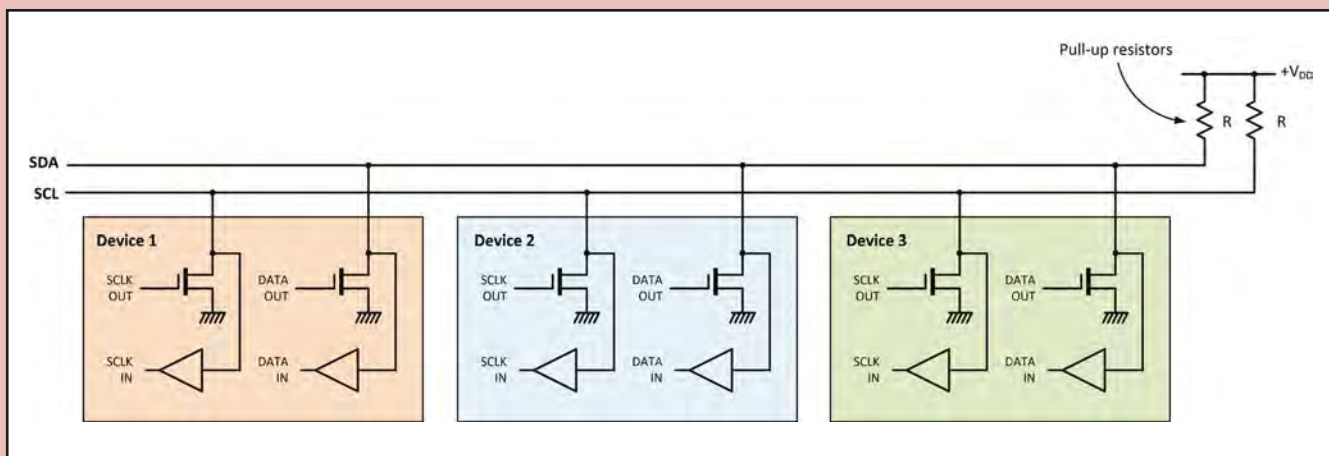 Pull-up resistors
+VDD
R
R
SDA
SCL
Device 1
SCLK
OUT
DATA
OUT
SCLK
IN
DATA
IN
Device 2
SCLK
OUT
DATA
OUT
SCLK
IN
DATA
IN
Device 3
SCLK
OUT
DATA
OUT
SCLK
IN
DATA
IN